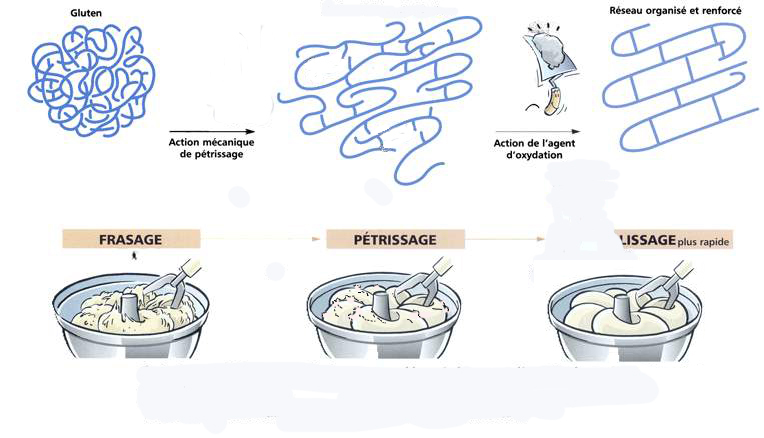 Gluten
Réseau organisé et renforcé
Action mécanique
de pétrissage
Action de l'agent
d'oxydation
FRASAGE
PÉTRISSAGE
LISSAGE plus rapide